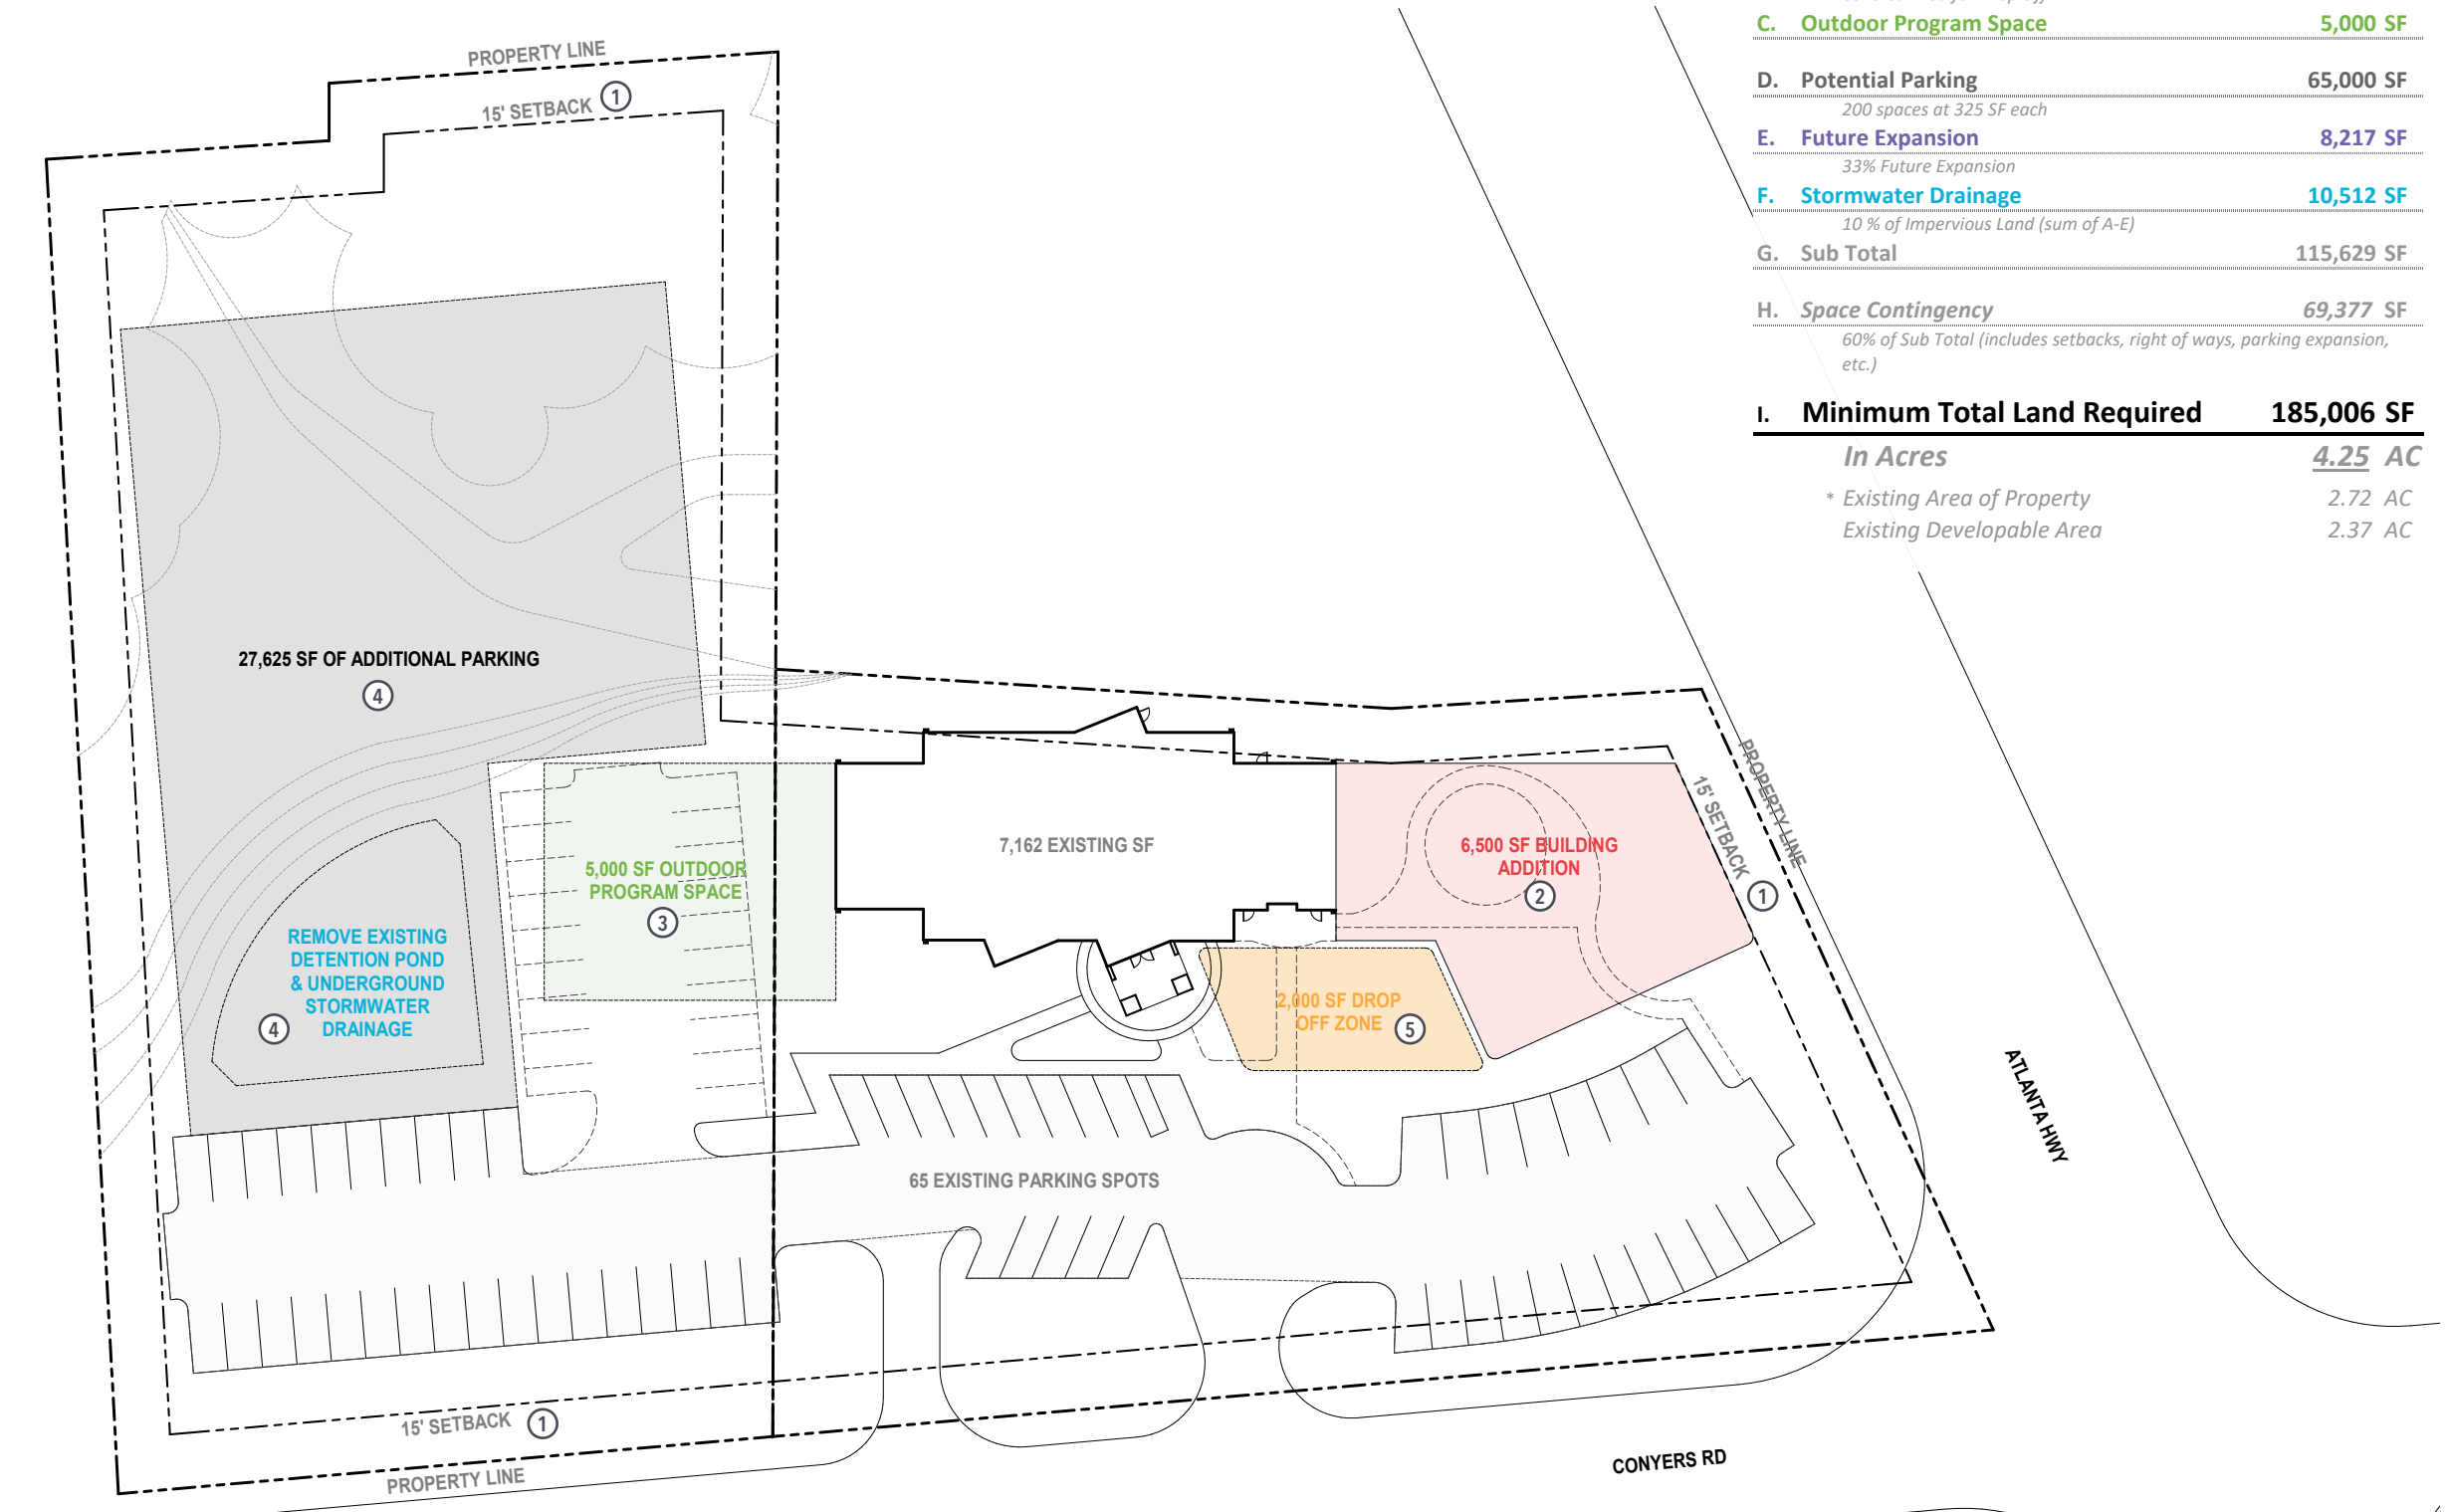 C. Outdoor Program Space 5,000 SF
D. Potential Parking 65,000 SF
200 spaces at 325 SF each
E. Future Expansion 8,217 SF
33% Future Expansion
F. Stormwater Drainage 10,512 SF
10 % of Impervious Land (sum of A-E)
G. Sub Total 115,629 SF
H. Space Contingency 69,377 SF
60% of Sub Total (includes setbacks, right of ways, parking expansion,
etc.)
I. Minimum Total Land Required 185,006 SF
In Acres 4.25 AC
* Existing Area of Property 2.72 AC
Existing Developable Area 2.37 AC
PROPERTY LINE
15' SETBACK 1
27,625 SF OF ADDITIONAL PARKING
4
REMOVE EXISTING
DETENTION POND
& UNDERGROUND
STORMWATER
DRAINAGE
4
5,000 SF OUTDOOR
PROGRAM SPACE
3
7,162 EXISTING SF
6,500 SF BUILDING
ADDITION
2
PROPERTY LINE
15' SETBACK
1
2,000 SF DROP
OFF ZONE 5
65 EXISTING PARKING SPOTS
ATLANTA HWY
15' SETBACK 1
PROPERTY LINE
CONYERS RD